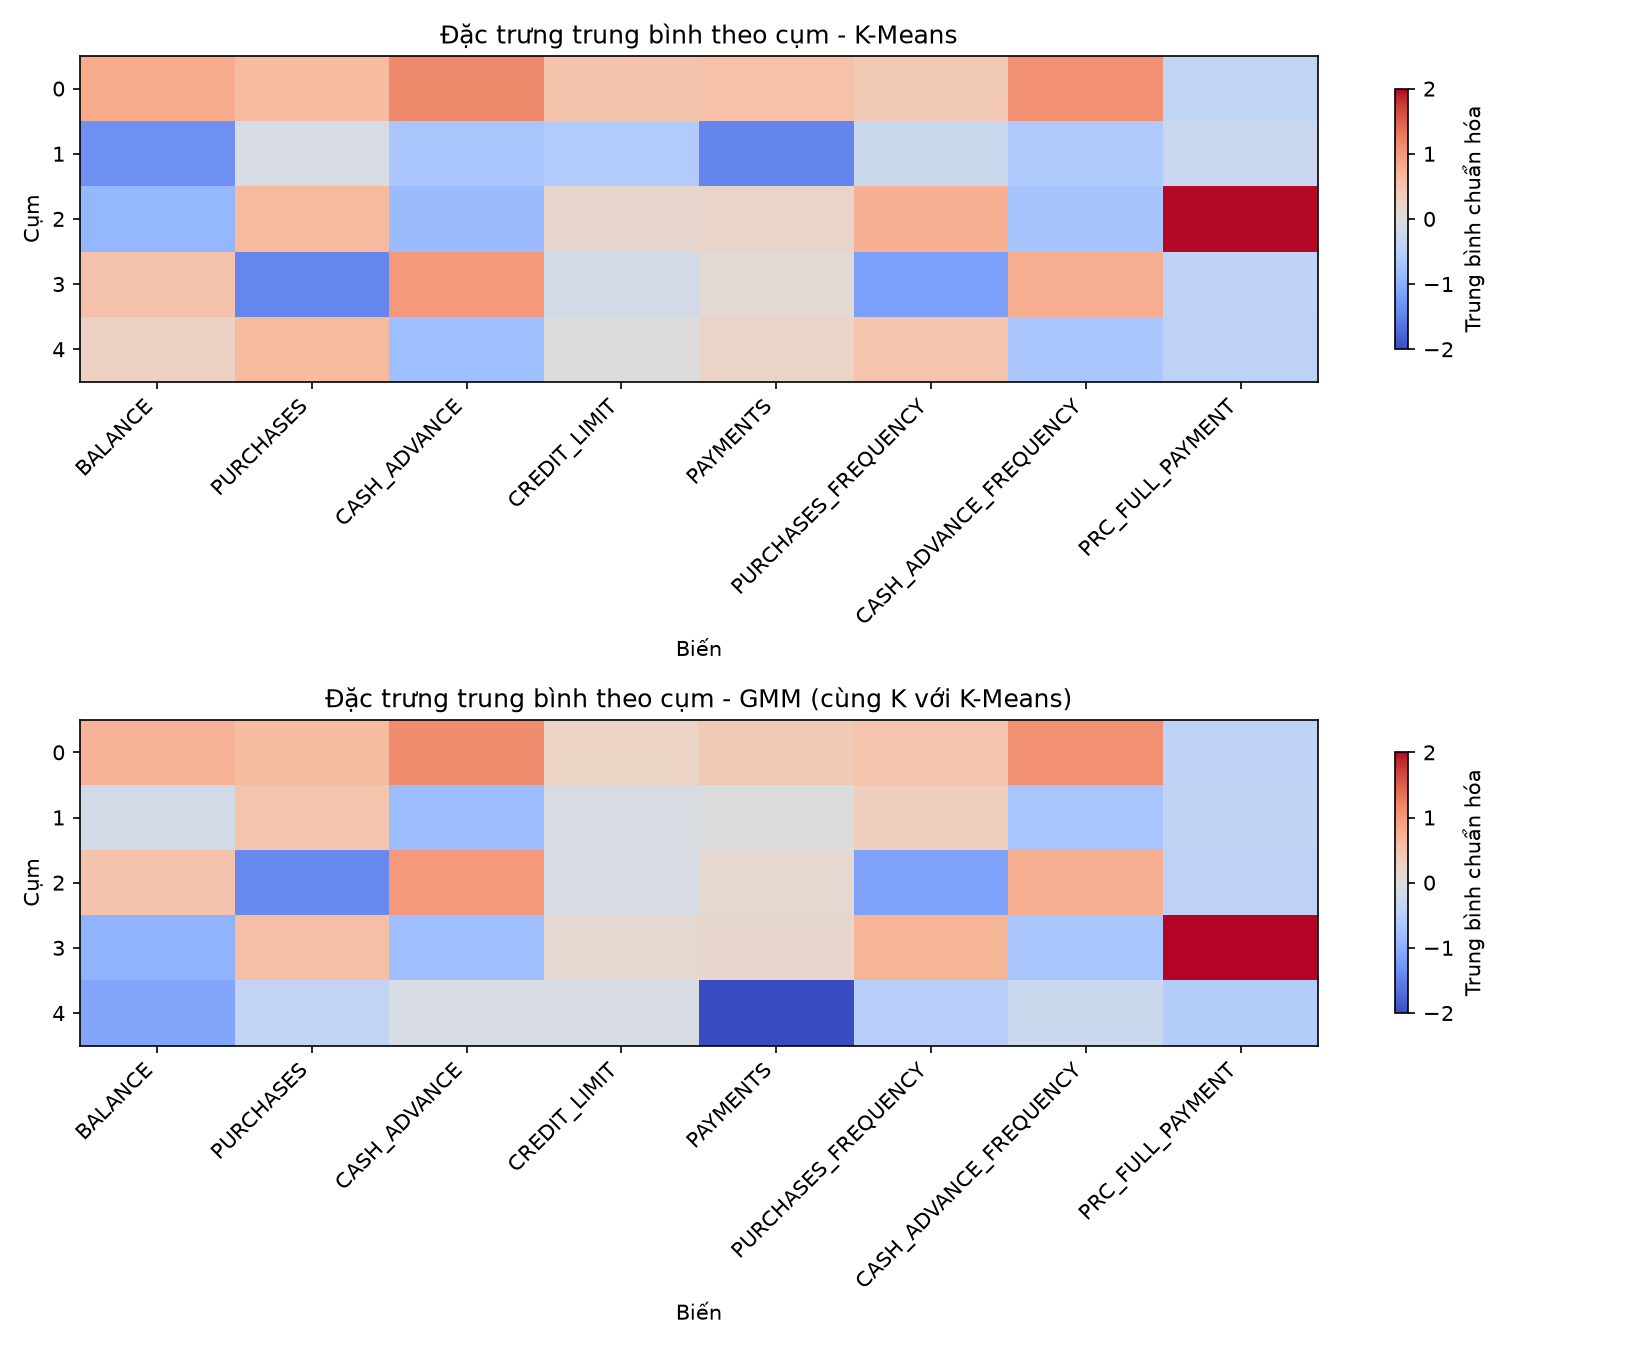 Đặc trưng trung bình theo cụm - K-Means
Cụm
0
1
2
3
4
BALANCE
PURCHASES
CASH_ADVANCE
CREDIT_LIMIT
PAYMENTS
PURCHASES_FREQUENCY
CASH_ADVANCE_FREQUENCY
PRC_FULL_PAYMENT
Biến
2
1
0
−1
−2
Trung bình chuẩn hóa
Đặc trưng trung bình theo cụm - GMM (cùng K với K-Means)
Cụm
0
1
2
3
4
BALANCE
PURCHASES
CASH_ADVANCE
CREDIT_LIMIT
PAYMENTS
PURCHASES_FREQUENCY
CASH_ADVANCE_FREQUENCY
PRC_FULL_PAYMENT
Biến
2
1
0
−1
−2
Trung bình chuẩn hóa